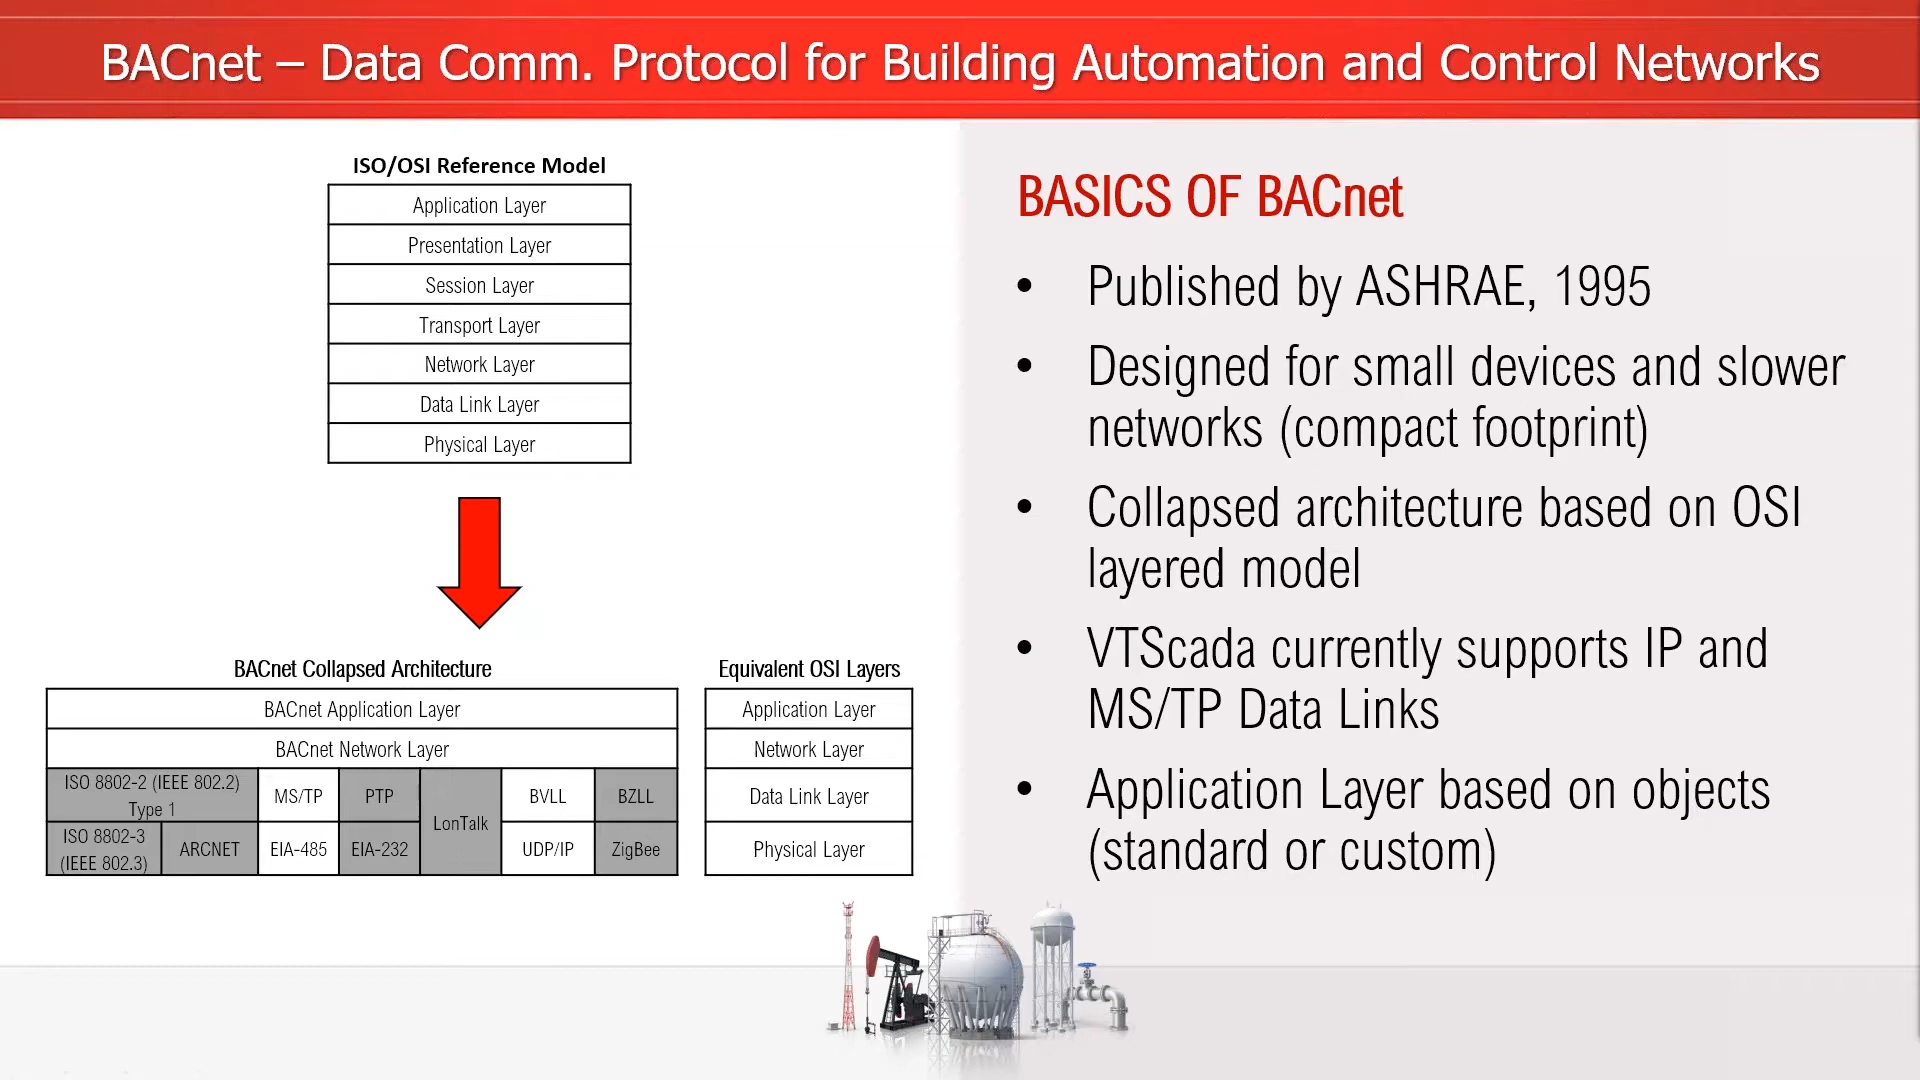 BACnet – Data Comm. Protocol for Building Automation and Control Networks
ISO/OSI Reference Model
Application Layer
Presentation Layer
Session Layer
Transport Layer
Network Layer
Data Link Layer
Physical Layer
BACnet Collapsed Architecture
BACnet Application Layer
BACnet Network Layer
ISO 8802-2 (IEEE 802.2)
Type 1
MS/TP
PTP
LonTalk
BVLL
BZLL
ISO 8802-3
(IEEE 802.3)
ARCNET
EIA-485
EIA-232
UDP/IP
ZigBee
Equivalent OSI Layers
Application Layer
Network Layer
Data Link Layer
Physical Layer
BASICS OF BACnet
• Published by ASHRAE, 1995
• Designed for small devices and slower
networks (compact footprint)
• Collapsed architecture based on OSI
layered model
• VTScada currently supports IP and
MS/TP Data Links
• Application Layer based on objects
(standard or custom)